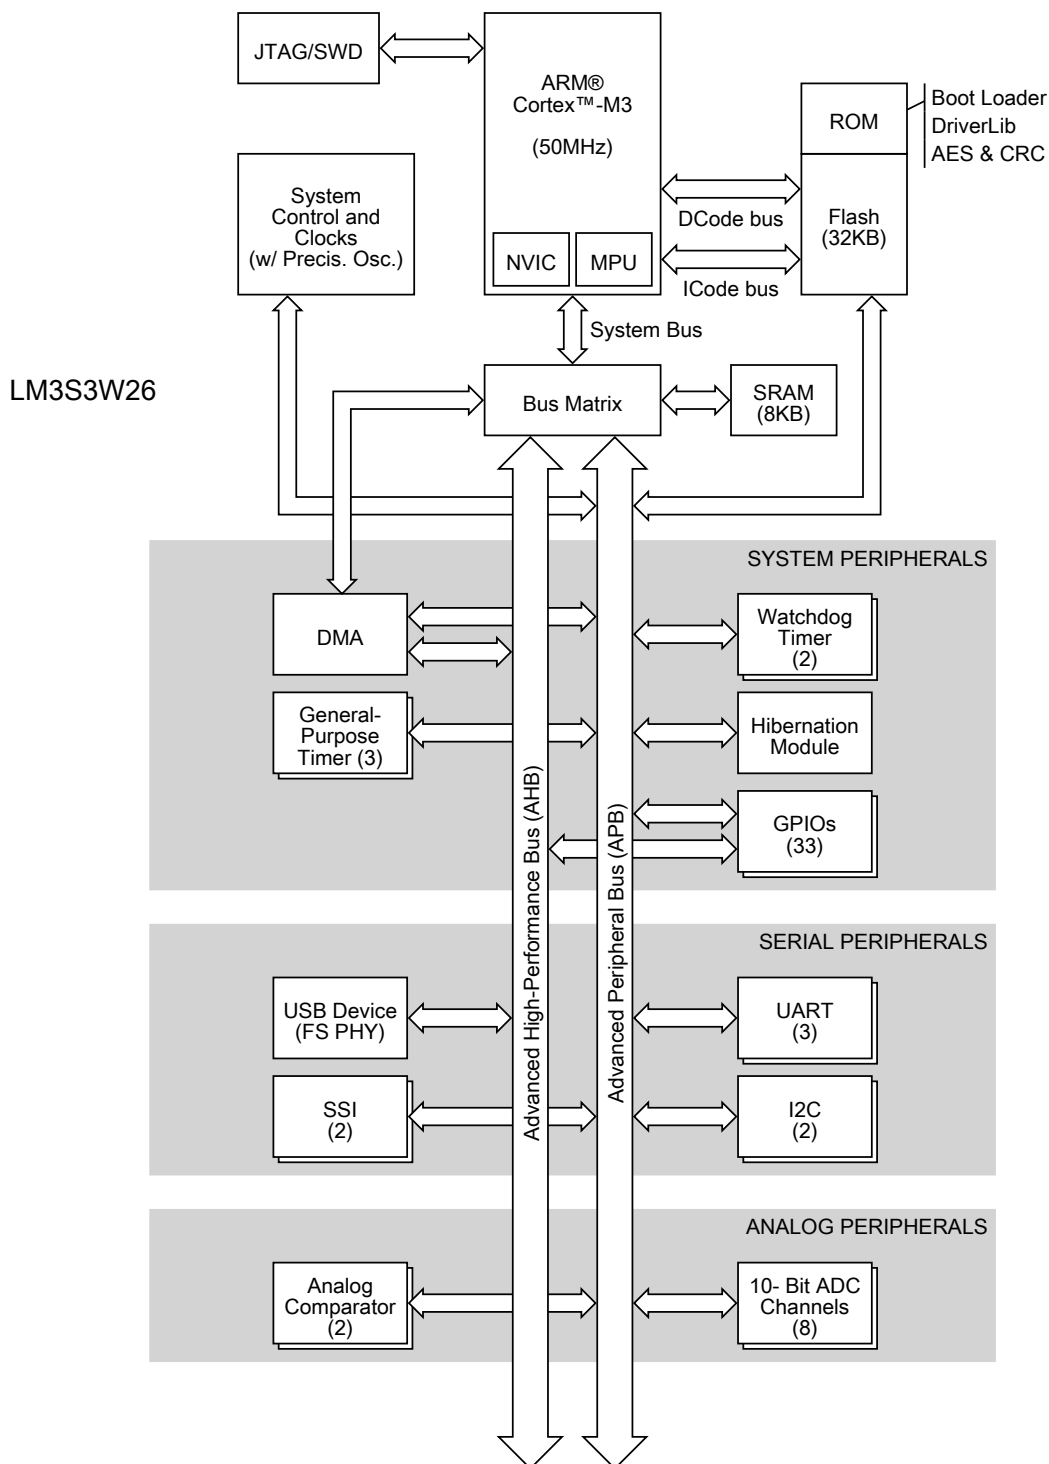 JTAG/SWD
ARM®
Cortex™-M3
(50MHz)
NVIC
MPU
ROM
Boot Loader
DriverLib
AES & CRC
System
Control and
Clocks
(w/ Precis. Osc.)
DCode bus
Flash
(32KB)
ICode bus
System Bus
LM3S3W26
Bus Matrix
SRAM
(8KB)
SYSTEM PERIPHERALS
DMA
Watchdog
Timer
(2)
General-
Purpose
Timer (3)
Hibernation
Module
GPIOs
(33)
Advanced High-Performance Bus (AHB)
Advanced Peripheral Bus (APB)
SERIAL PERIPHERALS
USB Device
(FS PHY)
UART
(3)
SSI
(2)
I2C
(2)
ANALOG PERIPHERALS
Analog
Comparator
(2)
10- Bit ADC
Channels
(8)